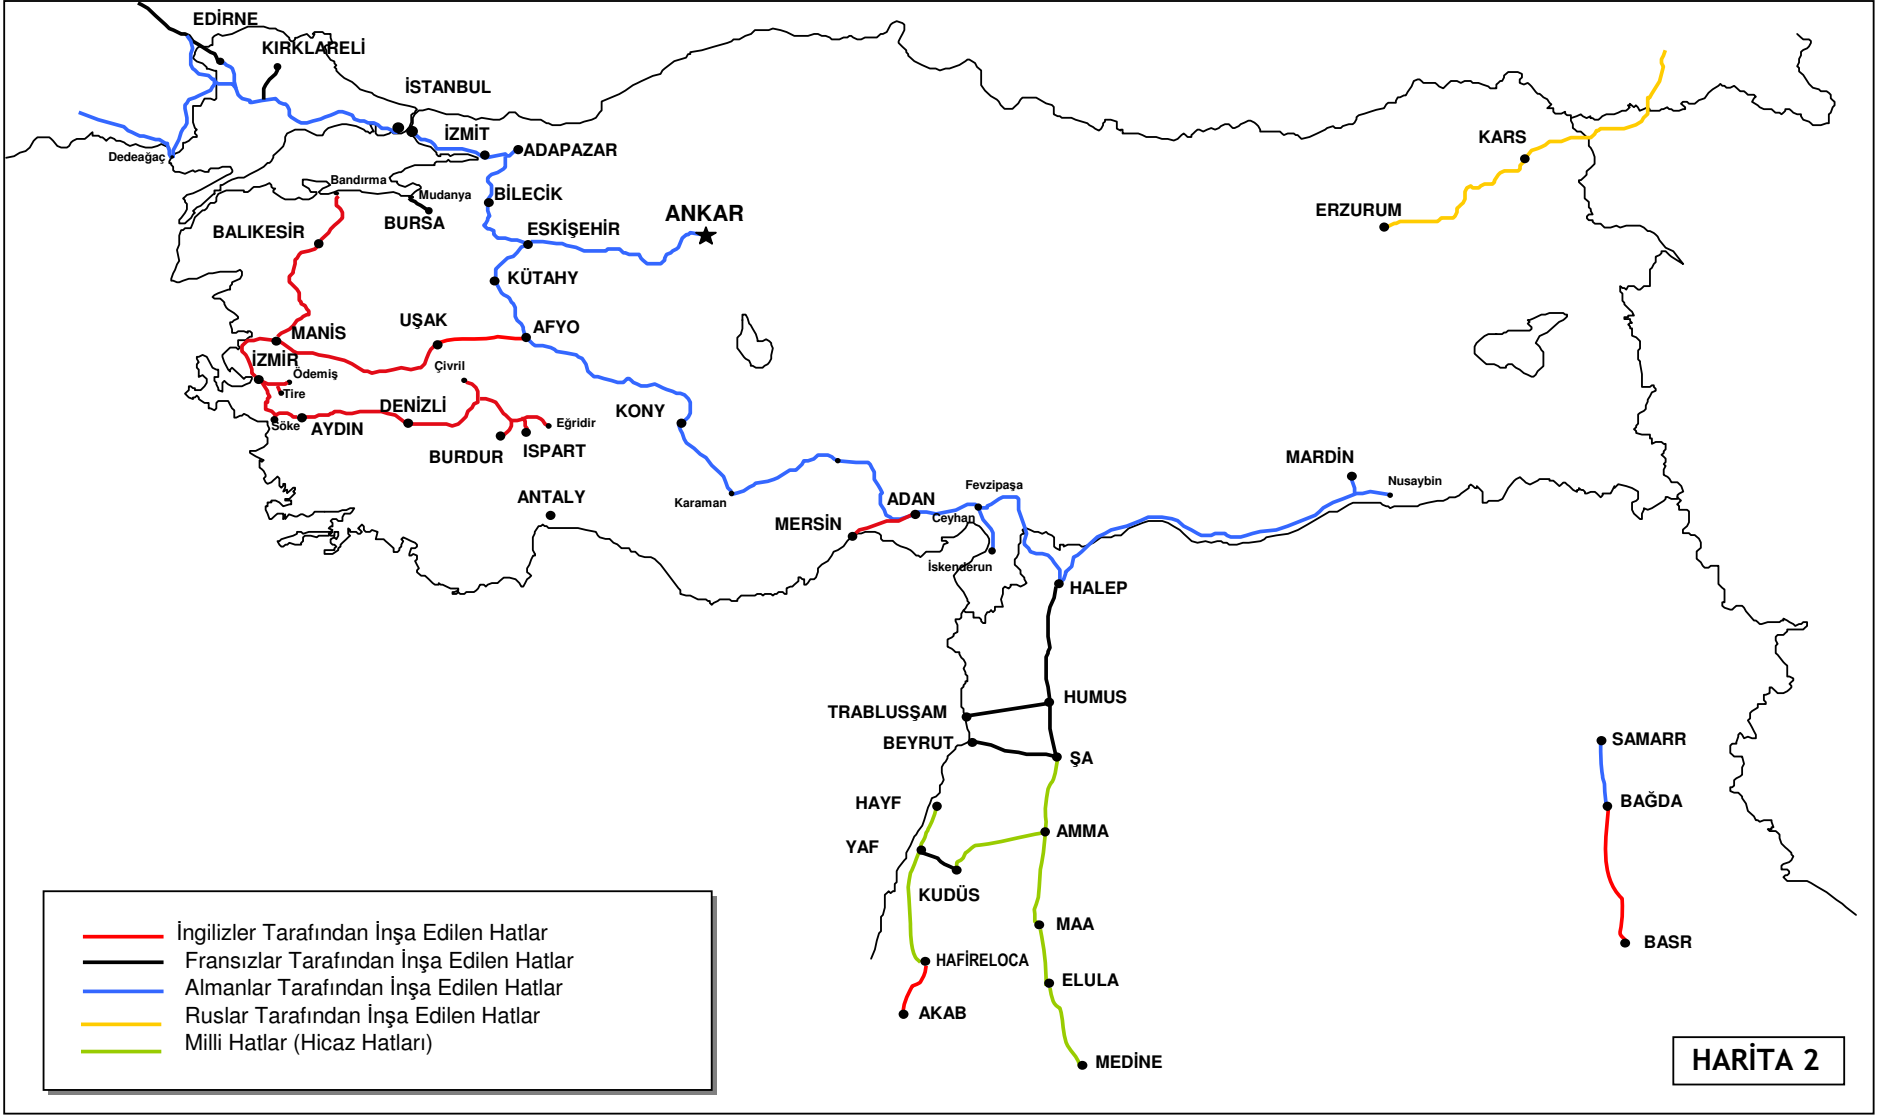 EDİRNE
KIRKLARELİ
İSTANBUL
İZMİT
ADAPAZAR
Dedeağaç
Bandırma
Mudanya
BİLECİK
BURSA
ANKAR
BALIKESİR
ESKİŞEHİR
KÜTAHY
KARS
ERZURUM
MANİS
UŞAK
AFYO
İZMİR
Ödemiş
Çivril
Tire
DENİZLİ
Söke
AYDIN
Eğridir
BURDUR
ISPART
KONY
ANTALY
Karaman
MERSİN
ADAN
Ceyhan
Fevzipaşa
İskenderun
MARDİN
Nusaybin
HALEP
HUMUS
TRABLUSŞAM
BEYRUT
ŞA
SAMARR
HAYF
BAĞDA
YAF
AMMA
KUDÜS
MAA
BASR
HAFİRELOCA
ELULA
AKAB
MEDİNE
İngilizler Tarafından İnşa Edilen Hatlar
Fransızlar Tarafından İnşa Edilen Hatlar
Almanlar Tarafından İnşa Edilen Hatlar
Ruslar Tarafından İnşa Edilen Hatlar
Milli Hatlar (Hicaz Hatları)
HARİTA 2